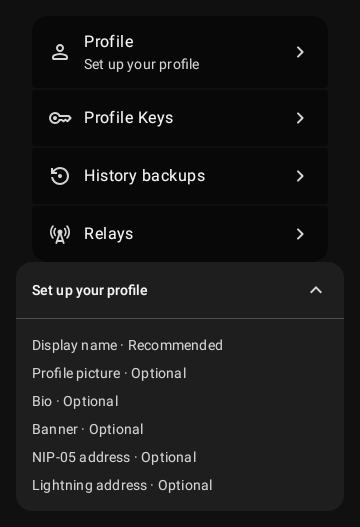 Profile
Set up your profile
Profile Keys
History backups
Relays
Set up your profile
Display name · Recommended
Profile picture · Optional
Bio · Optional
Banner · Optional
NIP-05 address · Optional
Lightning address · Optional